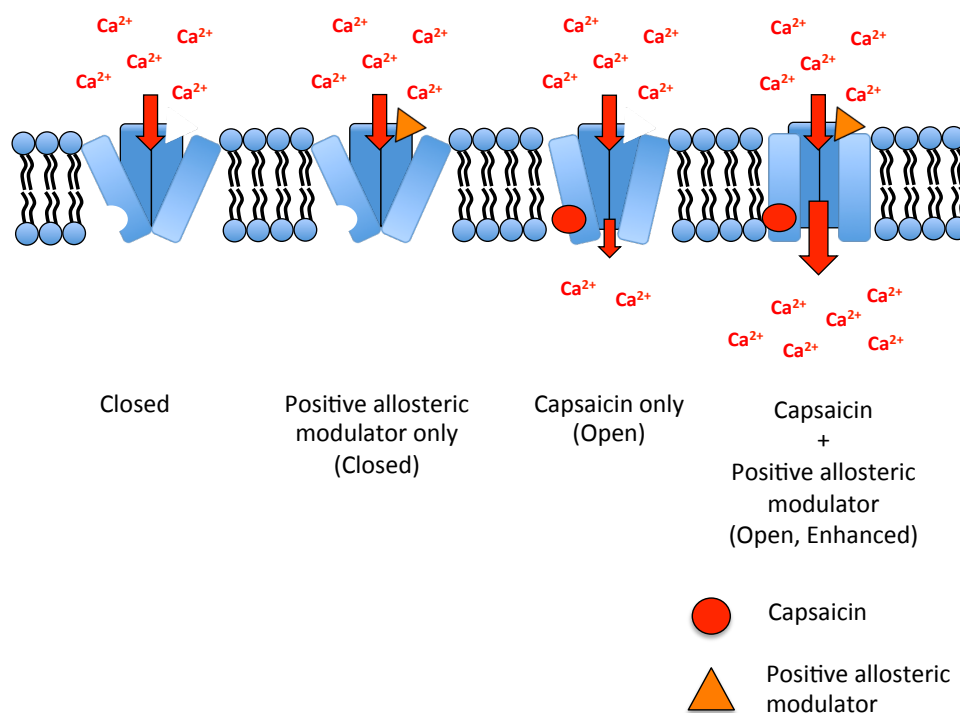 Ca²⁺ Ca²⁺ Ca²⁺ Ca²⁺ Ca²⁺ Ca²⁺ Ca²⁺ Ca²⁺
Ca²⁺ Ca²⁺ Ca²⁺ Ca²⁺
Ca²⁺ Ca²⁺ Ca²⁺ Ca²⁺
Ca²⁺ Ca²⁺ Ca²⁺ Ca²⁺
Ca²⁺ Ca²⁺
Ca²⁺ Ca²⁺
Ca²⁺
Ca²⁺ Ca²⁺ Ca²⁺
Closed
Positive allosteric
modulator only
(Closed)
Capsaicin only
(Open)
Capsaicin
+
Positive allosteric
modulator
(Open, Enhanced)
Capsaicin
Positive allosteric
modulator